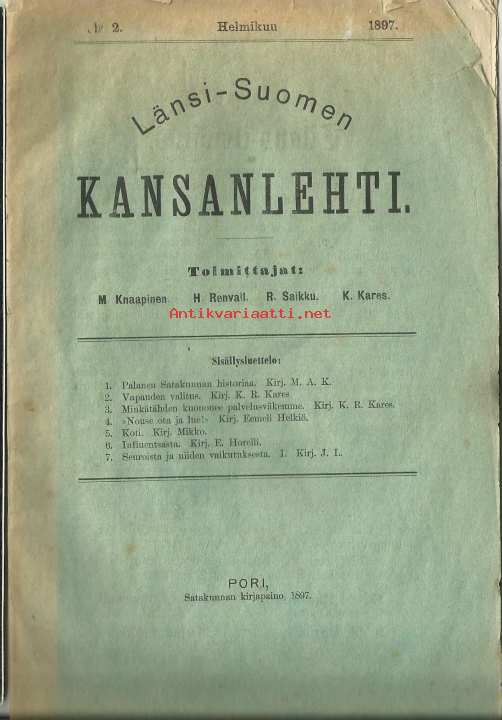 № 2. Helmikuu 1897.
Länsi-Suomen
KANSANLEHTI.
Toimittajat:
M Knaapinen. H Renvall. R. Saikku. K. Kares.
Antikvariaatti.net
Sisällysluettelo:
1. Palanen Satakunnan historiaa. Kirj. M. A. K.
2. Vapauden valitus. Kirj. K. R. Kares
3. Minkätähden kuononee palvelusväkemme. Kirj. K. R. Kares.
4. »Nouse ota ja lue!» Kirj. Eemeli Helkiö.
5. Koti. Kirj. Mikko.
6. Influentsasta. Kirj. E. Horelli.
7. Seuroista ja niiden vaikutuksesta. I. Kirj. J. L.
PORI,
Satakunnan kirjapaino, 1897.